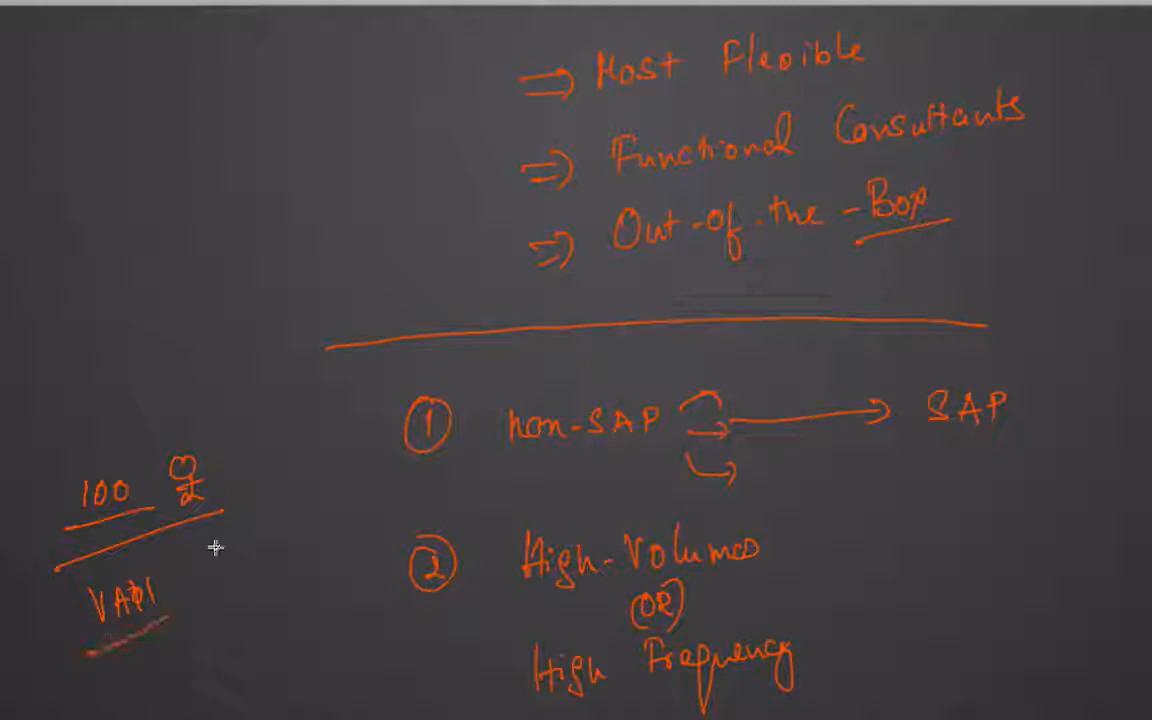 ⇒ Most Flexible
⇒ Functional Consultants
⇒ Out-of-the-Box
① non-SAP → SAP
100
② High-Volumes
(OR)
High Frequency